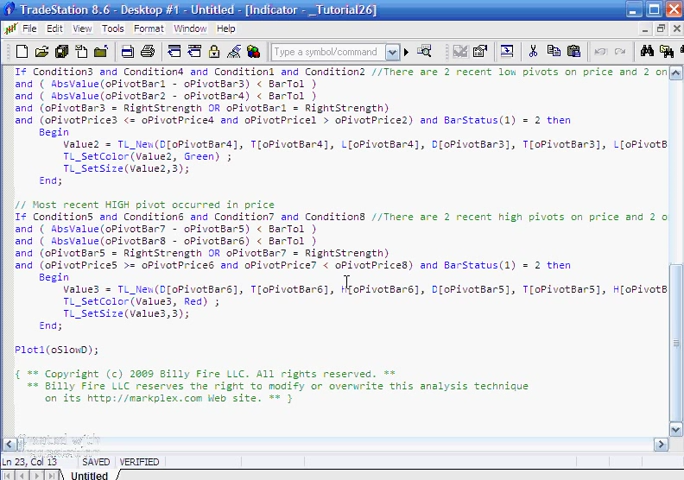 TradeStation 8.6 - Desktop #1 - Untitled - [Indicator - _Tutorial26]
File Edit View Tools Format Window Help
Type a symbol/command
If Condition3 and Condition4 and Condition1 and Condition2 //There are 2 recent low pivots on price and 2 on
and ( AbsValue(oPivotBar1 - oPivotBar3) < BarTol )
and ( AbsValue(oPivotBar2 - oPivotBar4) < BarTol )
and (oPivotBar3 = RightStrength OR oPivotBar1 = RightStrength)
and (oPivotPrice3 <= oPivotPrice4 and oPivotPrice1 > oPivotPrice2) and BarStatus(1) = 2 then
Begin
Value2 = TL_New(D[oPivotBar4], T[oPivotBar4], L[oPivotBar4], D[oPivotBar3], T[oPivotBar3], L[oPivotB
TL_SetColor(Value2, Green) ;
TL_SetSize(Value2,3);
End;
// Most recent HIGH pivot occurred in price
If Condition5 and Condition6 and Condition7 and Condition8 //There are 2 recent high pivots on price and 2 o
and ( AbsValue(oPivotBar7 - oPivotBar5) < BarTol )
and ( AbsValue(oPivotBar8 - oPivotBar6) < BarTol )
and (oPivotBar5 = RightStrength OR oPivotBar7 = RightStrength)
and (oPivotPrice5 >= oPivotPrice6 and oPivotPrice7 < oPivotPrice8) and BarStatus(1) = 2 then
Begin
Value3 = TL_New(D[oPivotBar6], T[oPivotBar6], H[oPivotBar6], D[oPivotBar5], T[oPivotBar5], H[oPivotB
TL_SetColor(Value3, Red) ;
TL_SetSize(Value3,3);
End;
Plot1(oSlowD);
{ ** Copyright (c) 2009 Billy Fire LLC. All rights reserved. **
** Billy Fire LLC reserves the right to modify or overwrite this analysis technique
on its http://markplex.com Web site. ** }
Ln 23, Col 13 SAVED VERIFIED
Untitled